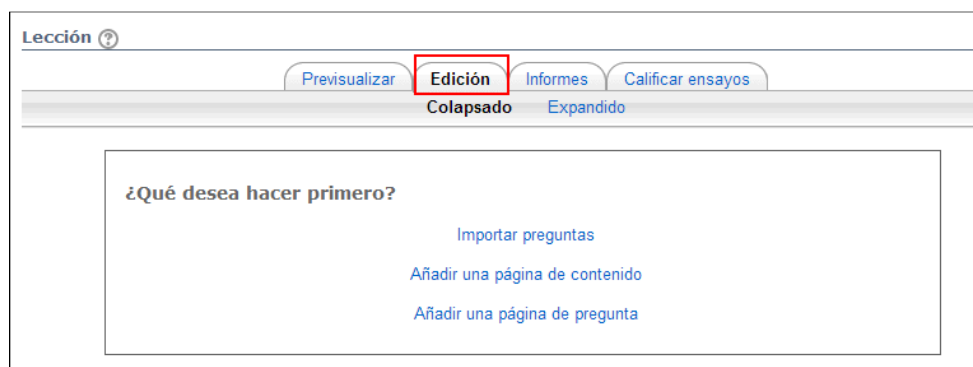 Lección ?
Previsualizar Edición Informes Calificar ensayos
Colapsado Expandido
¿Qué desea hacer primero?
Importar preguntas
Añadir una página de contenido
Añadir una página de pregunta